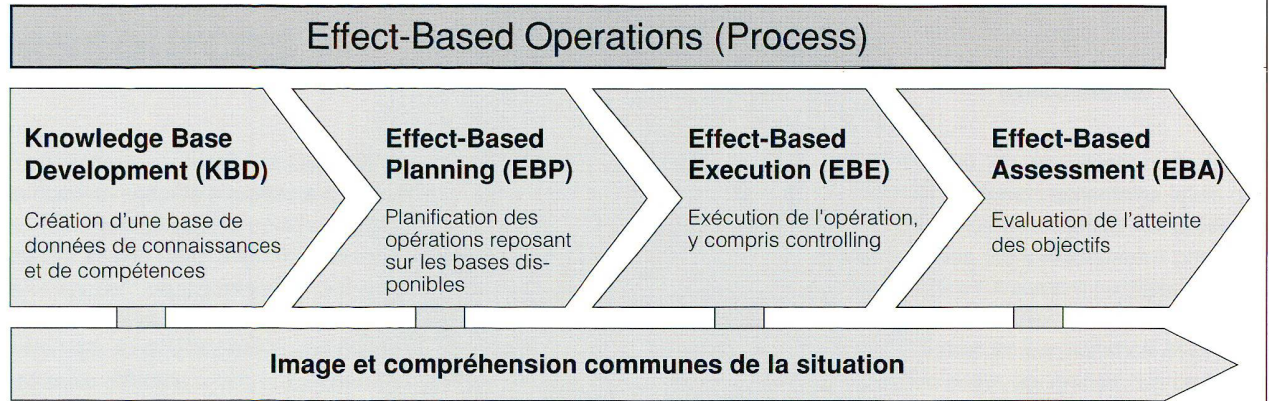 Effect-Based Operations (Process)
Knowledge Base
Development (KBD)
Création d'une base de
données de connaissances
et de compétences
Effect-Based
Planning (EBP)
Planification des
opérations reposant
sur les bases dis-
ponibles
Effect-Based
Execution (EBE)
Exécution de l'opération,
y compris controlling
Effect-Based
Assessment (EBA)
Evaluation de l'atteinte
des objectifs
Image et compréhension communes de la situation